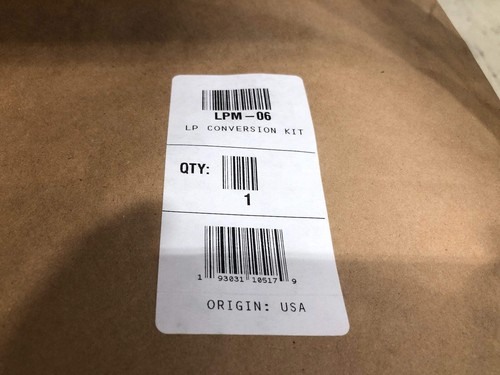 LPM-06
LP CONVERSION KIT
QTY:
1
1 93031 10517 9
ORIGIN: USA